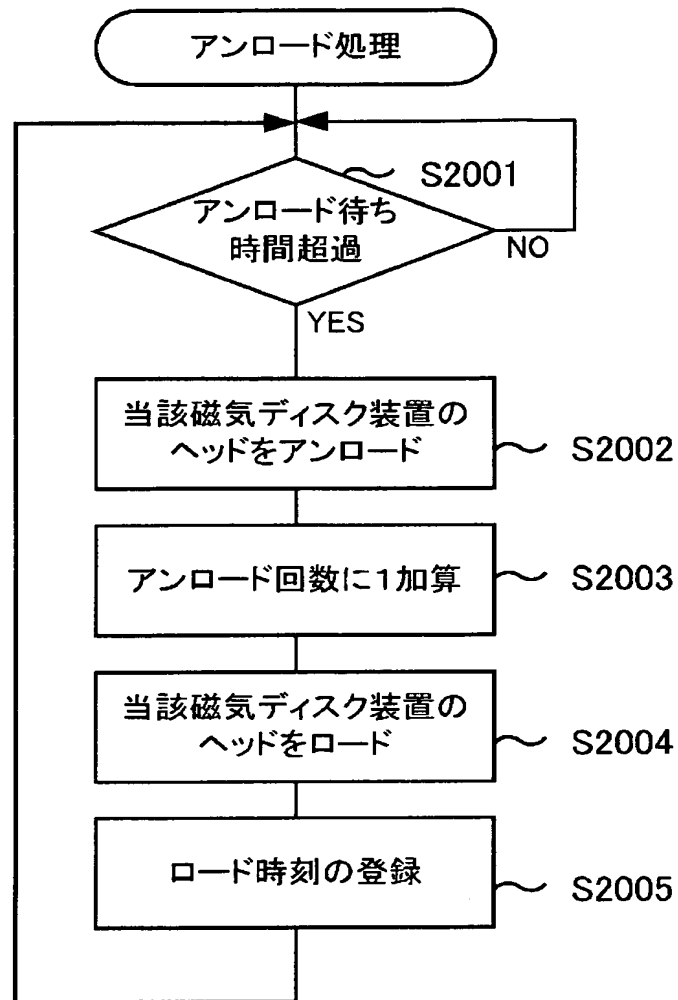 アンロード処理
S2001
アンロード待ち
時間超過
NO
YES
当該磁気ディスク装置の
ヘッドをアンロード
S2002
アンロード回数に1加算
S2003
当該磁気ディスク装置の
ヘッドをロード
S2004
ロード時刻の登録
S2005